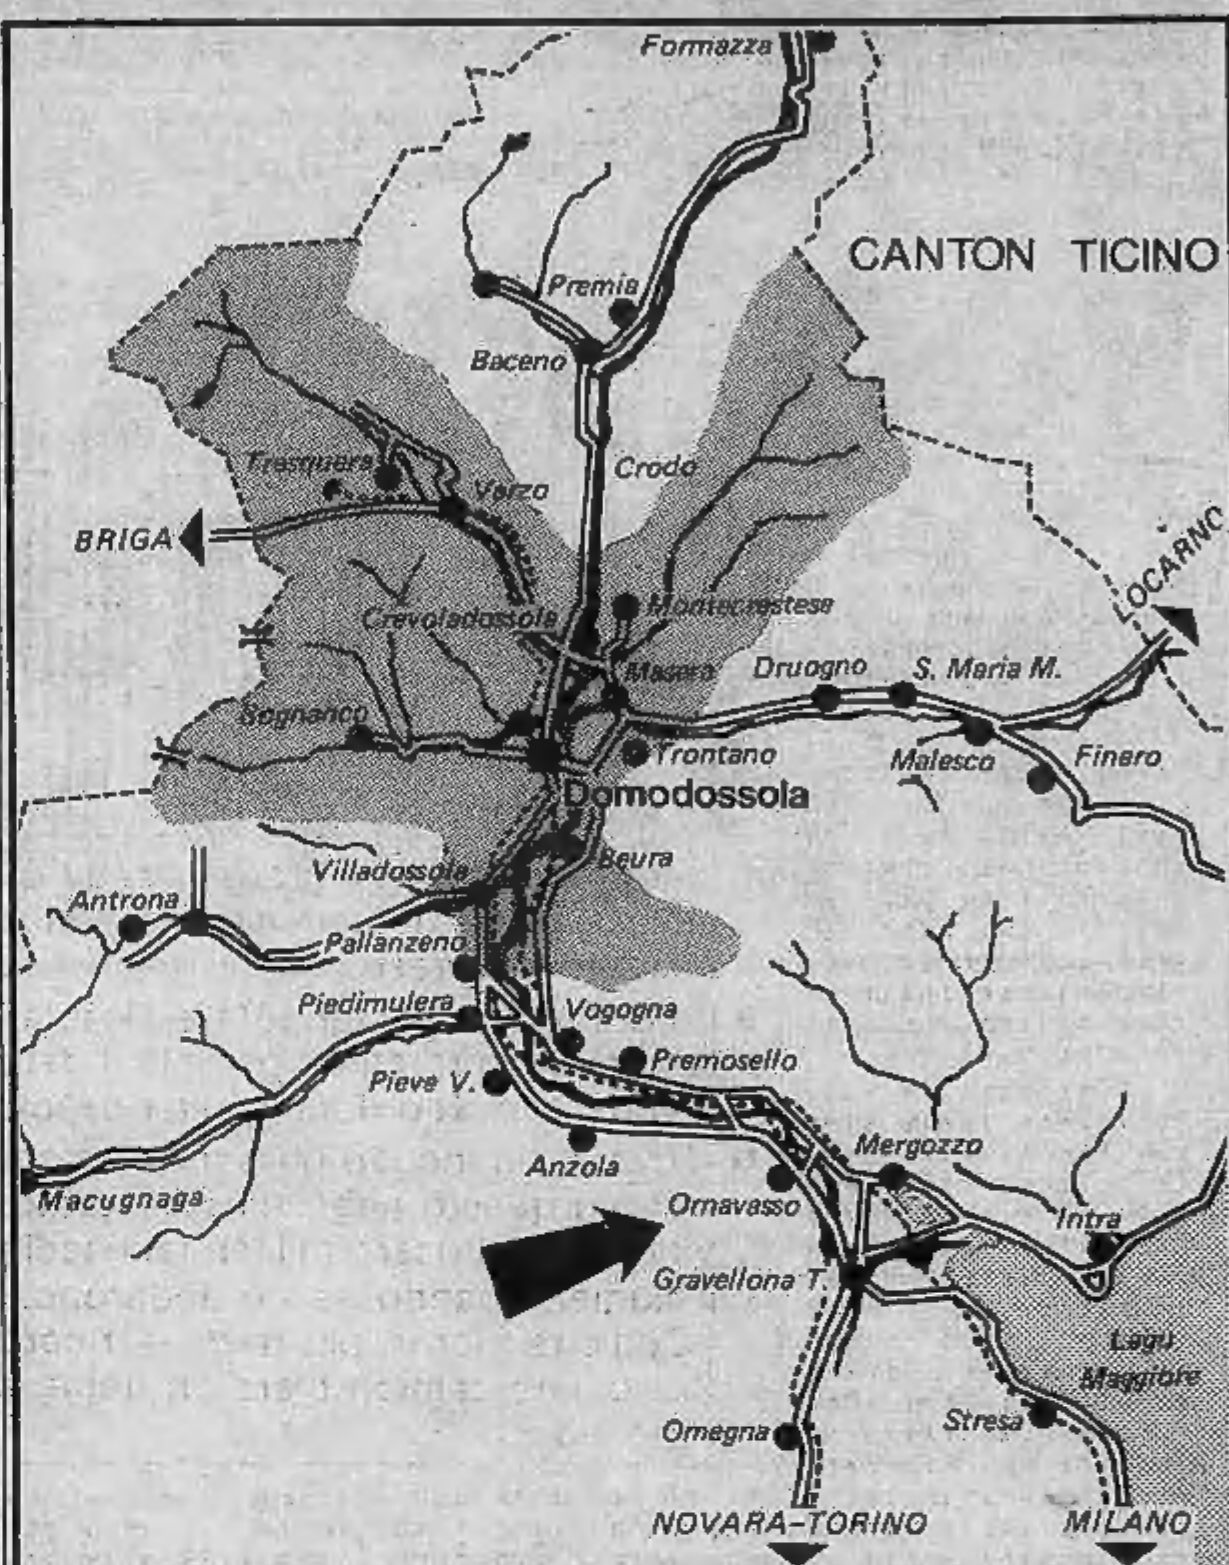 Formazza
CANTON TICINO
Premia
Baceno
Crodo
Trasquera
Varzo
BRIGA
LOCARNO
Montecrestese
Crevoladossola
Masera
Druogno
S. Maria M.
Bognanco
Trontano
Malesco
Finero
Domodossola
Beura
Villadossola
Antrona
Pallanzeno
Piedimulera
Vogogna
Premosello
Pieve V.
Mergozzo
Anzola
Macugnaga
Ornavasso
Intra
Gravellona T.
Lago
Maggiore
Stresa
Omegna
NOVARA-TORINO
MILANO